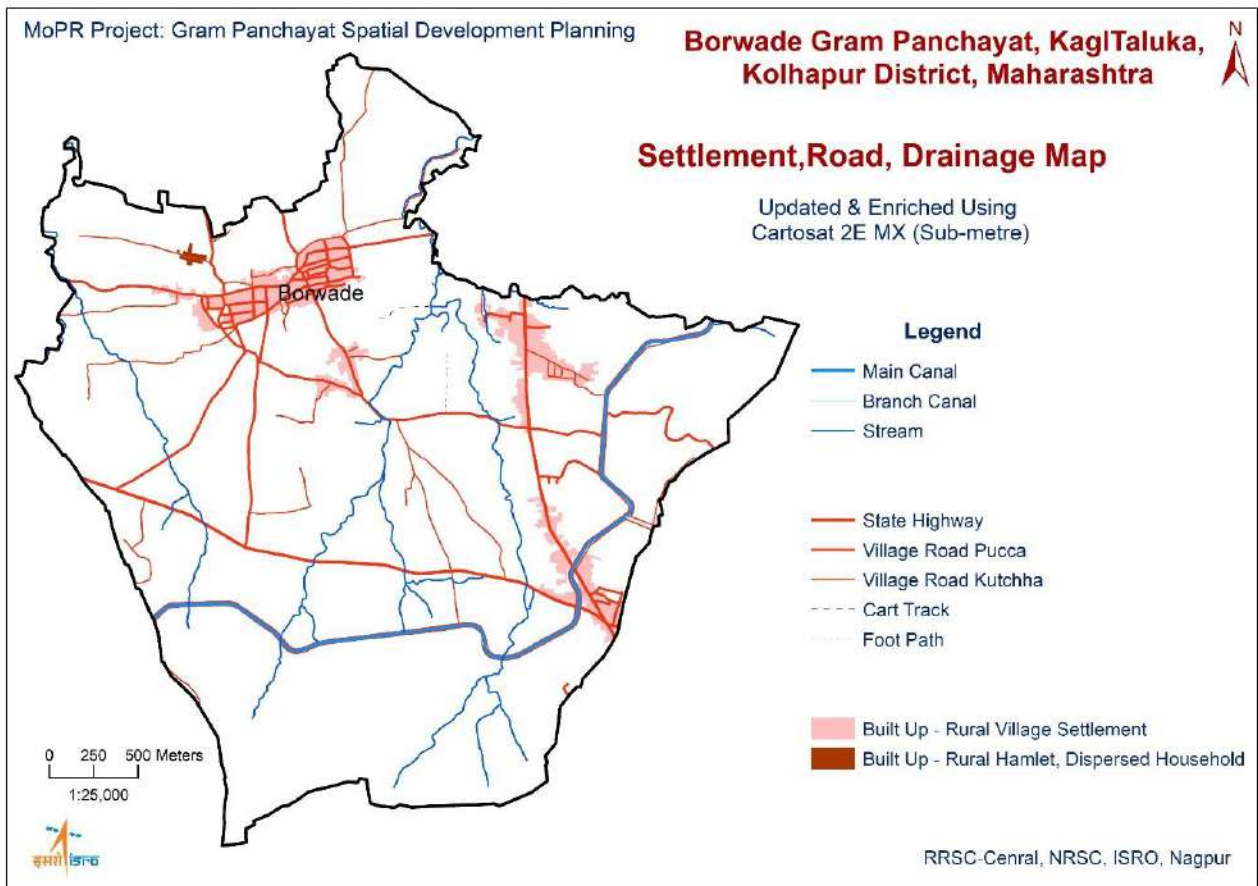 MoPR Project: Gram Panchayat Spatial Development Planning
Borwade Gram Panchayat, KaglTaluka,
Kolhapur District, Maharashtra
N
Settlement,Road, Drainage Map
Updated & Enriched Using
Cartosat 2E MX (Sub-metre)
Borwade
Legend
Main Canal
Branch Canal
Stream
State Highway
Village Road Pucca
Village Road Kutchha
Cart Track
Foot Path
Built Up - Rural Village Settlement
Built Up - Rural Hamlet, Dispersed Household
0 250 500 Meters
1:25,000
इसरो isro
RRSC-Cenral, NRSC, ISRO, Nagpur